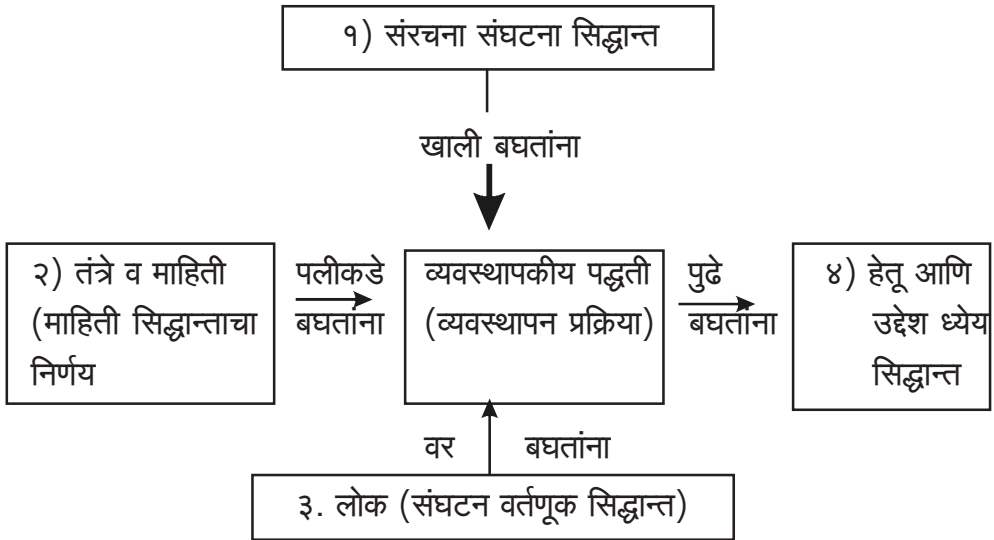 १) संरचना संघटना सिद्धान्त
खाली बघतांना
२) तंत्रे व माहिती
(माहिती सिद्धान्ताचा
निर्णय
पलीकडे
बघतांना
व्यवस्थापकीय पद्धती
(व्यवस्थापन प्रक्रिया)
पुढे
बघतांना
४) हेतू आणि
उद्देश ध्येय
सिद्धान्त
वर बघतांना
३. लोक (संघटन वर्तणूक सिद्धान्त)